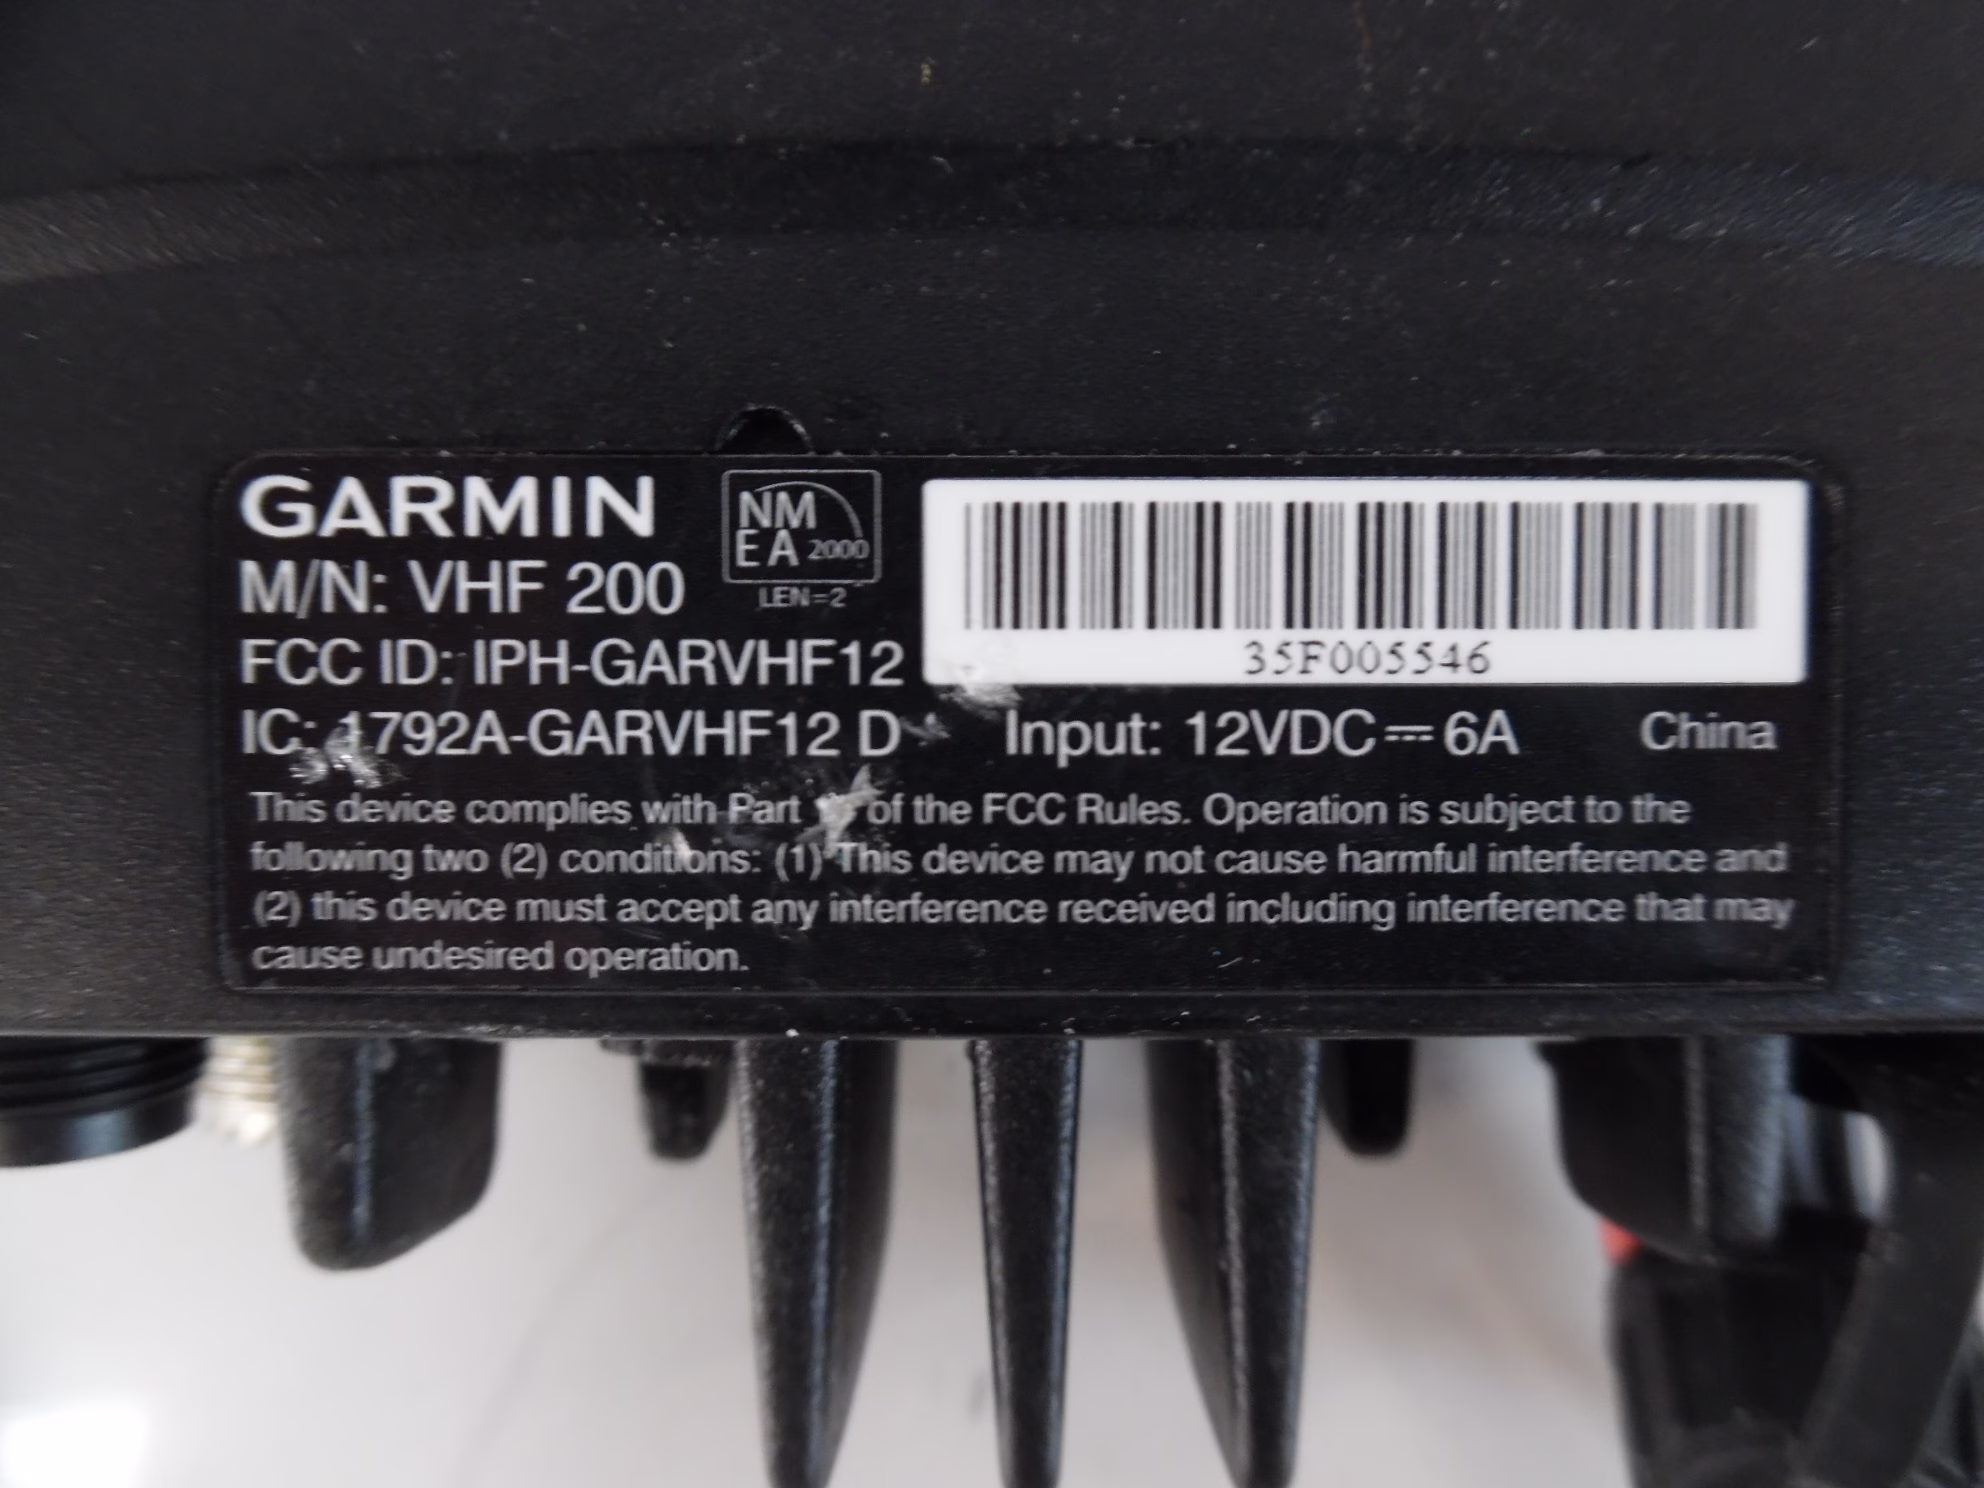 GARMIN
NM
EA 2000
LEN=2
M/N: VHF 200
FCC ID: IPH-GARVHF12
35F005546
IC: 1792A-GARVHF12 D Input: 12VDC⎓6A China
This device complies with Part of the FCC Rules. Operation is subject to the
following two (2) conditions: (1) This device may not cause harmful interference and
(2) this device must accept any interference received including interference that may
cause undesired operation.